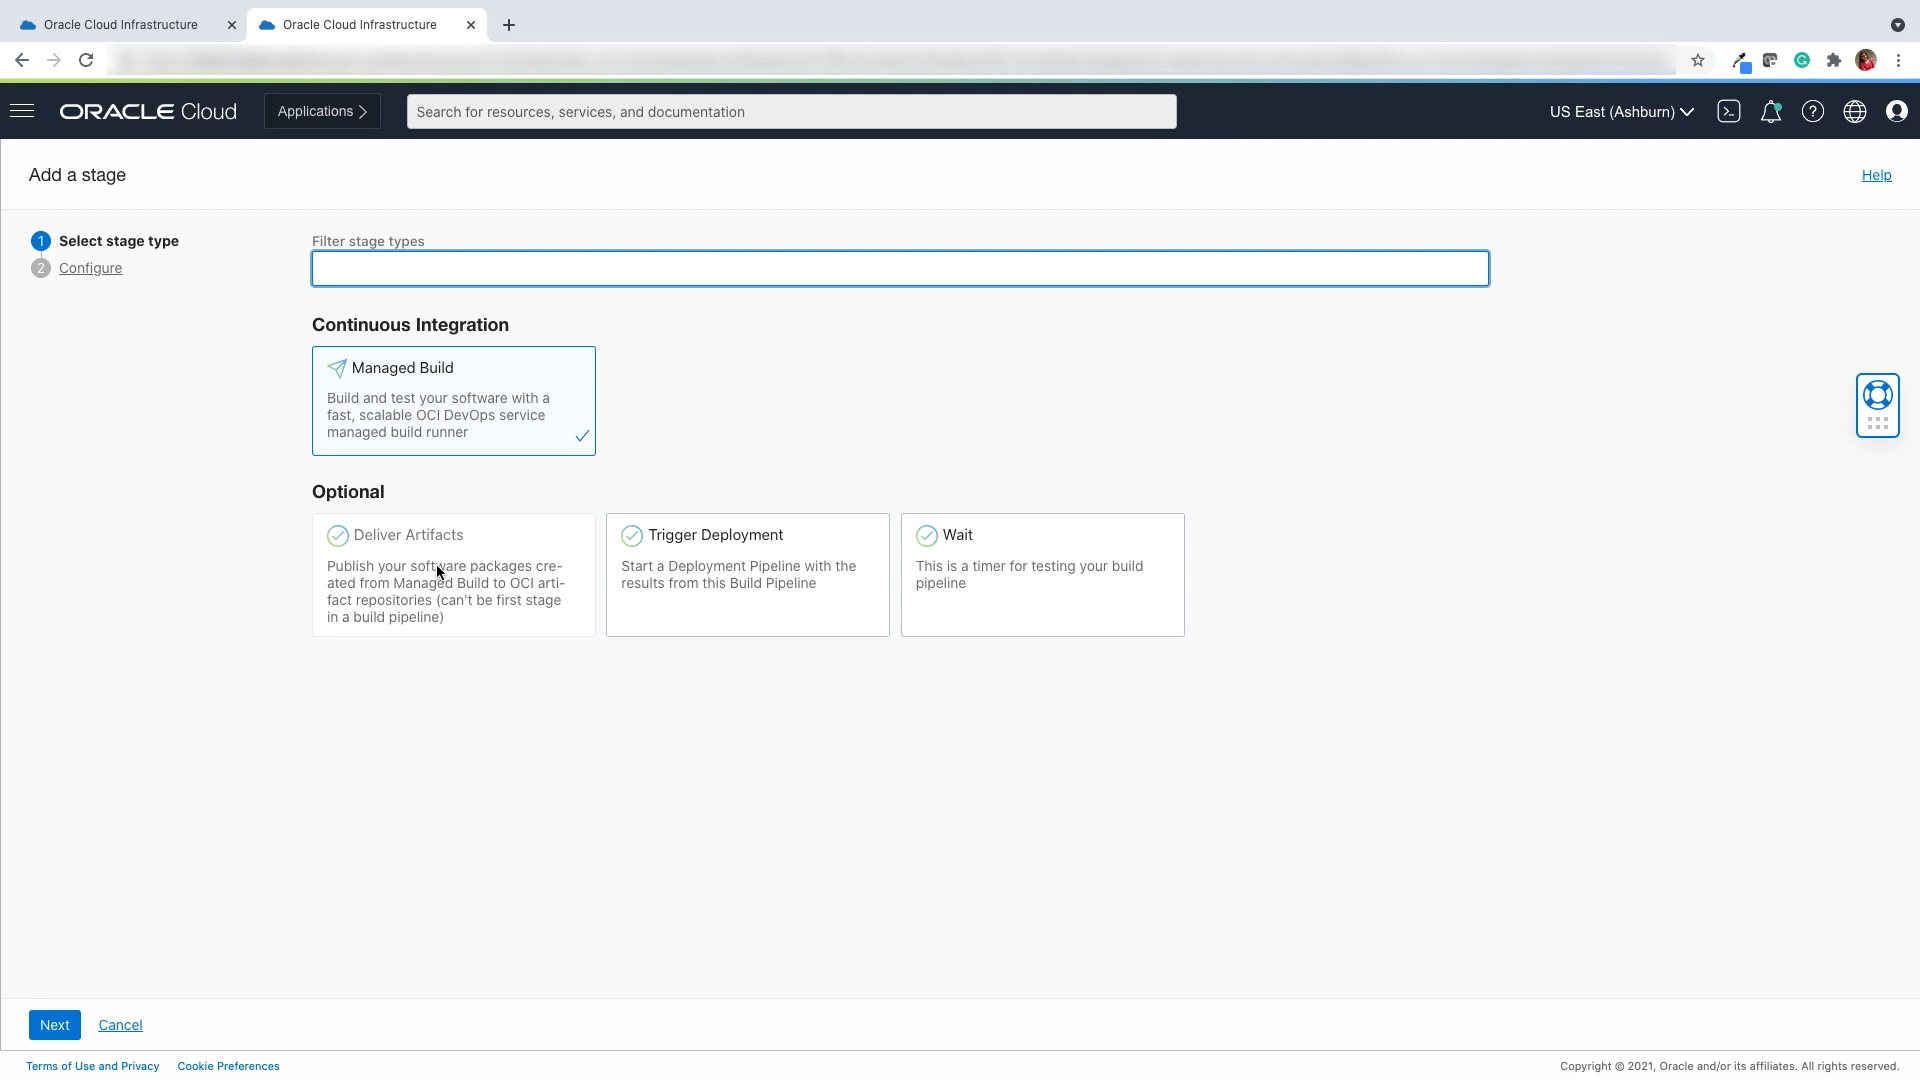 Oracle Cloud Infrastructure
Oracle Cloud Infrastructure
ORACLE Cloud
Applications
Search for resources, services, and documentation
US East (Ashburn)
Add a stage
Help
1 Select stage type
2 Configure
Filter stage types
Continuous Integration
Managed Build
Build and test your software with a
fast, scalable OCI DevOps service
managed build runner
Optional
Deliver Artifacts
Publish your software packages cre-
ated from Managed Build to OCI arti-
fact repositories (can't be first stage
in a build pipeline)
Trigger Deployment
Start a Deployment Pipeline with the
results from this Build Pipeline
Wait
This is a timer for testing your build
pipeline
Next
Cancel
Terms of Use and Privacy
Cookie Preferences
Copyright © 2021, Oracle and/or its affiliates. All rights reserved.